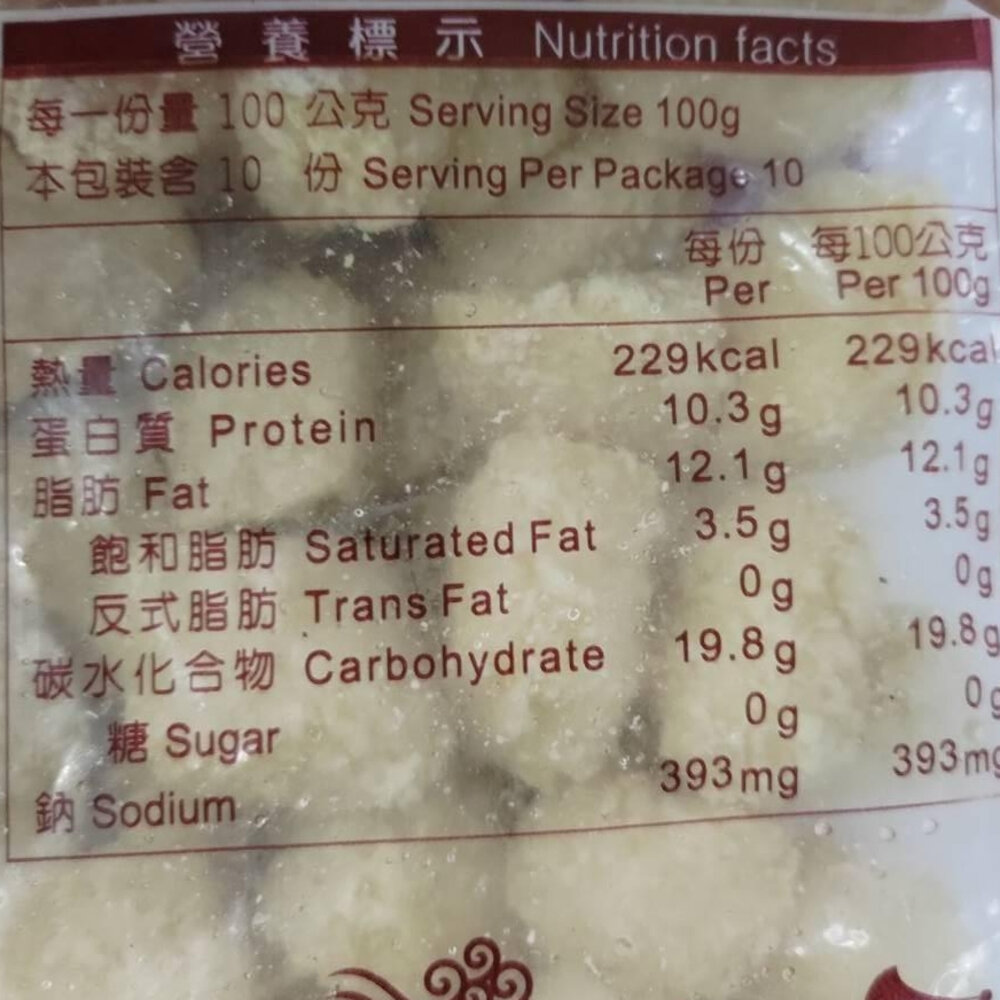 營養標示 Nutrition facts
每一份量 100 公克 Serving Size 100g
本包裝含 10 份 Serving Per Package 10
每份 每100公克
Per Per 100g
熱量 Calories 229kcal 229kcal
蛋白質 Protein 10.3g 10.3g
脂肪 Fat 12.1g 12.1g
飽和脂肪 Saturated Fat 3.5g 3.5g
反式脂肪 Trans Fat 0g 0g
碳水化合物 Carbohydrate 19.8g 19.8g
糖 Sugar 0g 0g
鈉 Sodium 393mg 393mg